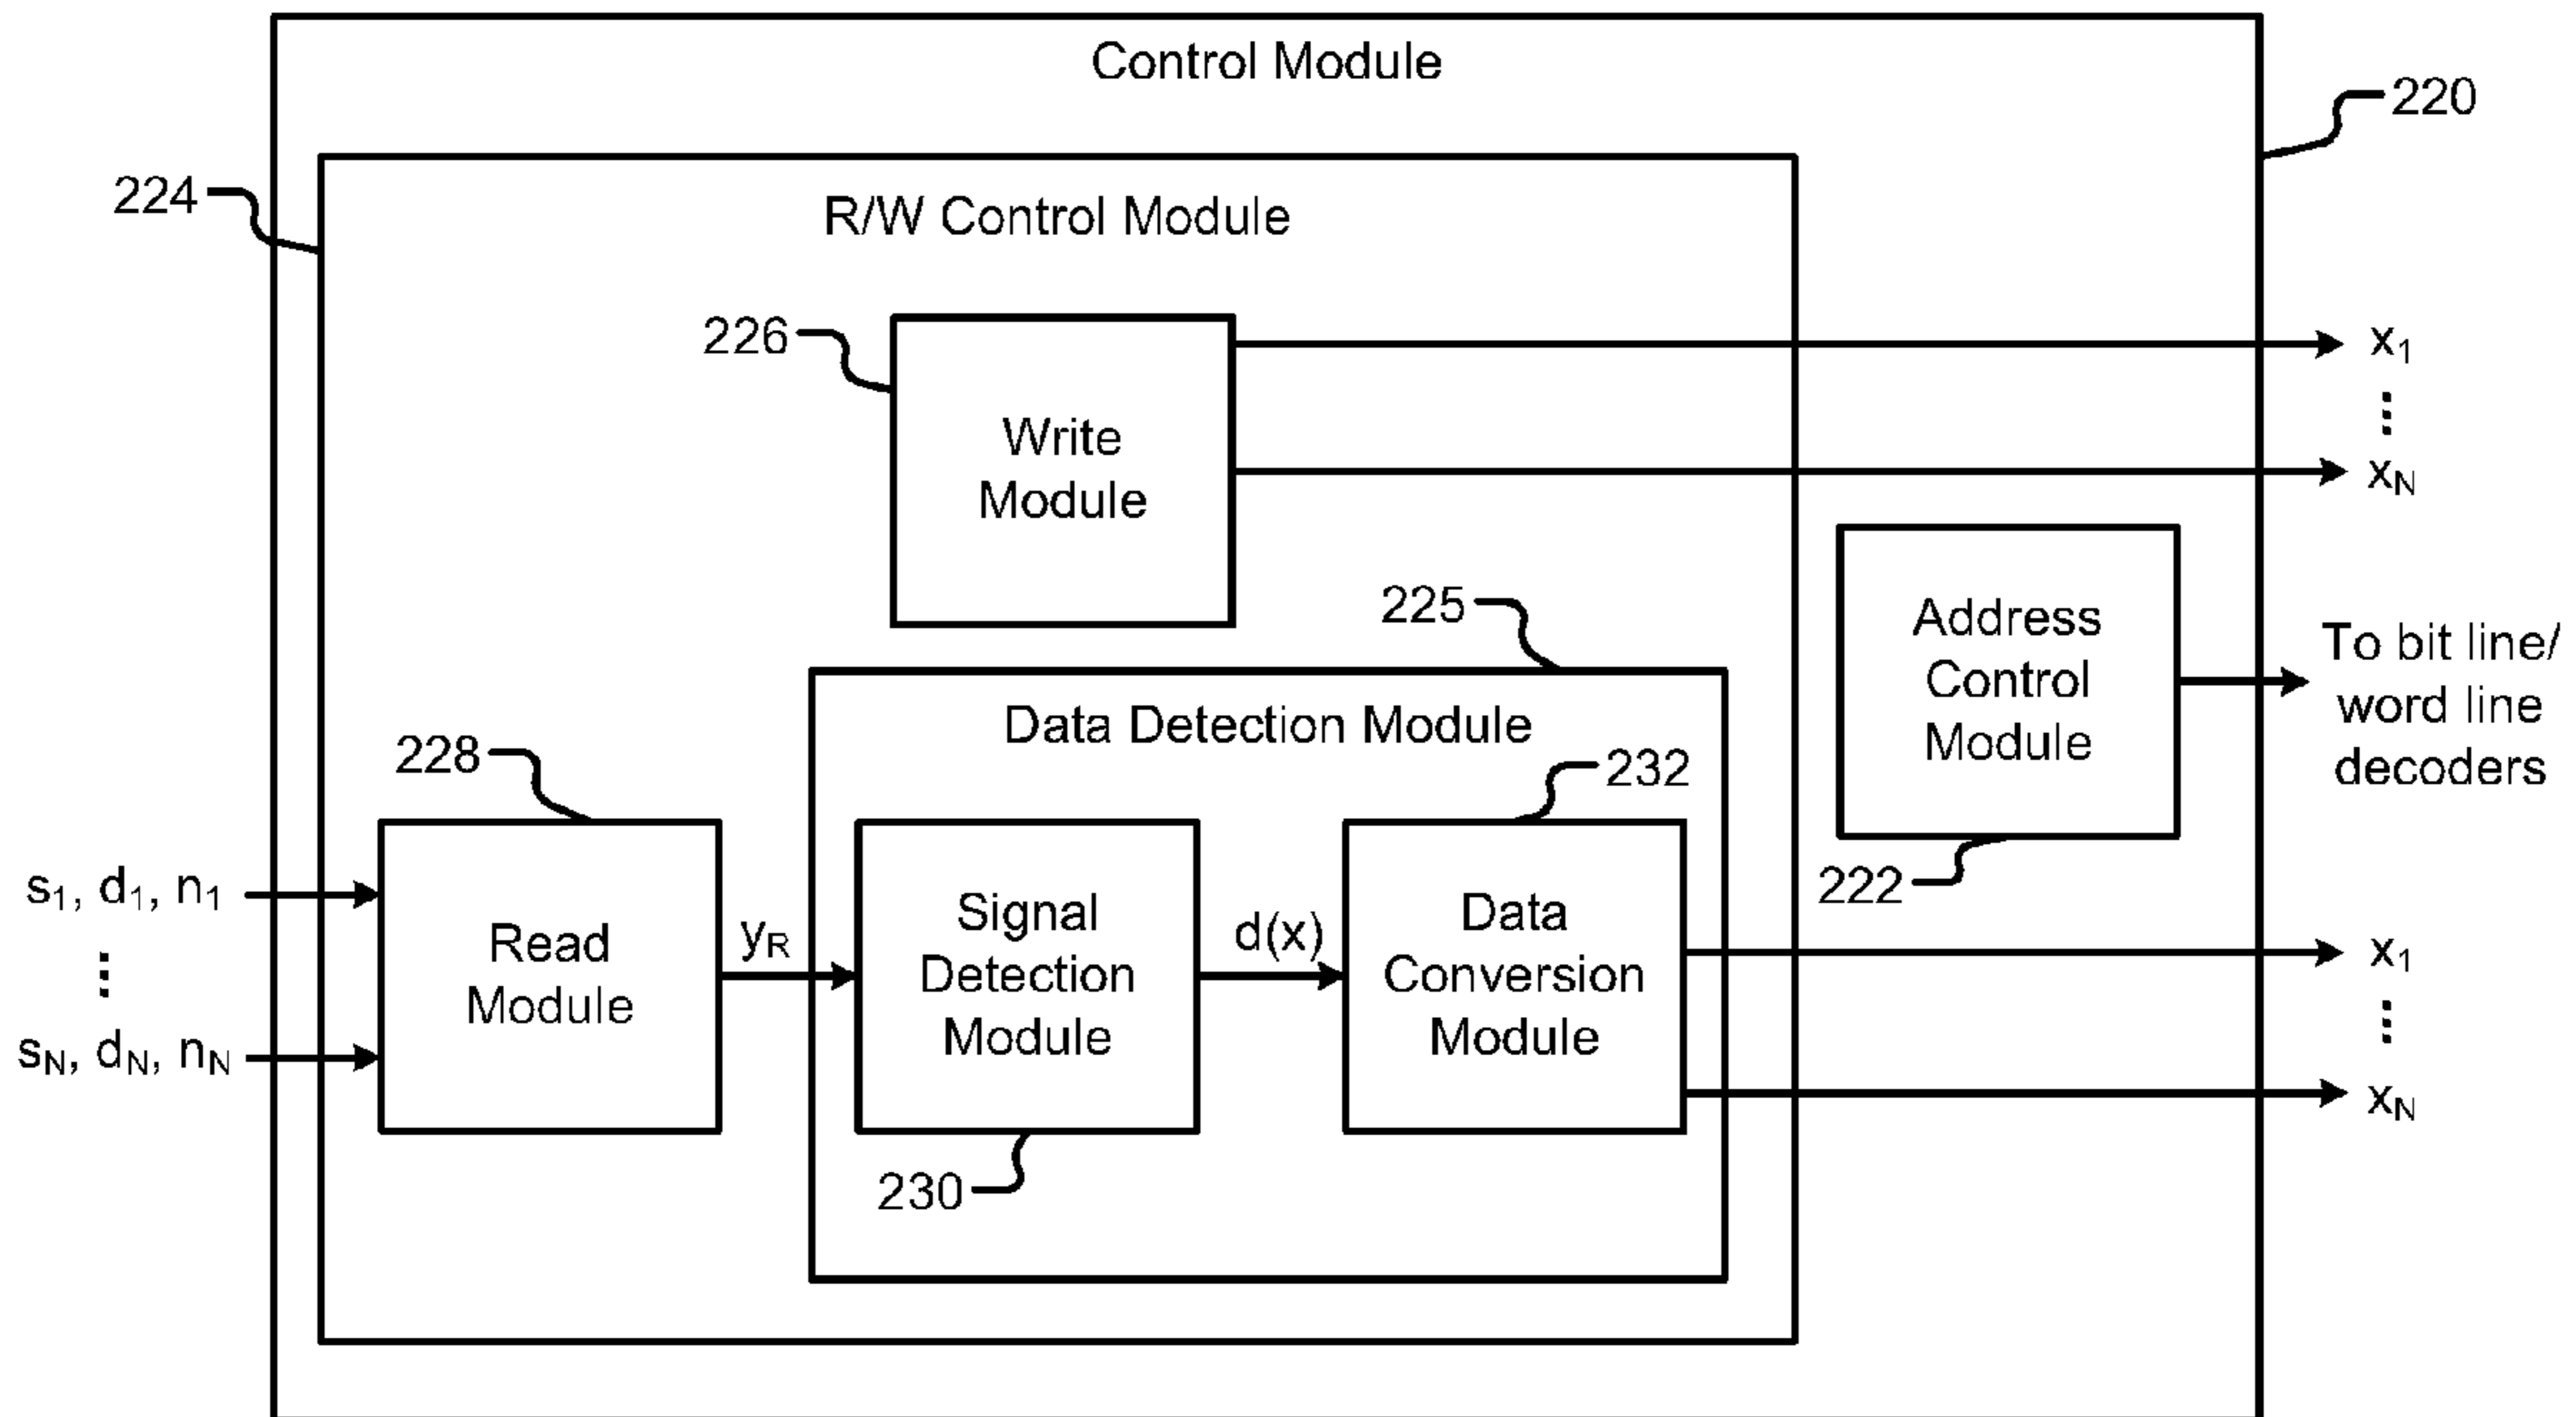 Control Module
220
224
R/W Control Module
226
Write
Module
x1
⋮
xN
225
Address
Control
Module
To bit line/
word line
decoders
222
Data Detection Module
228
232
s1, d1, n1
⋮
sN, dN, nN
Read
Module
yR
Signal
Detection
Module
d(x)
Data
Conversion
Module
x1
⋮
xN
230